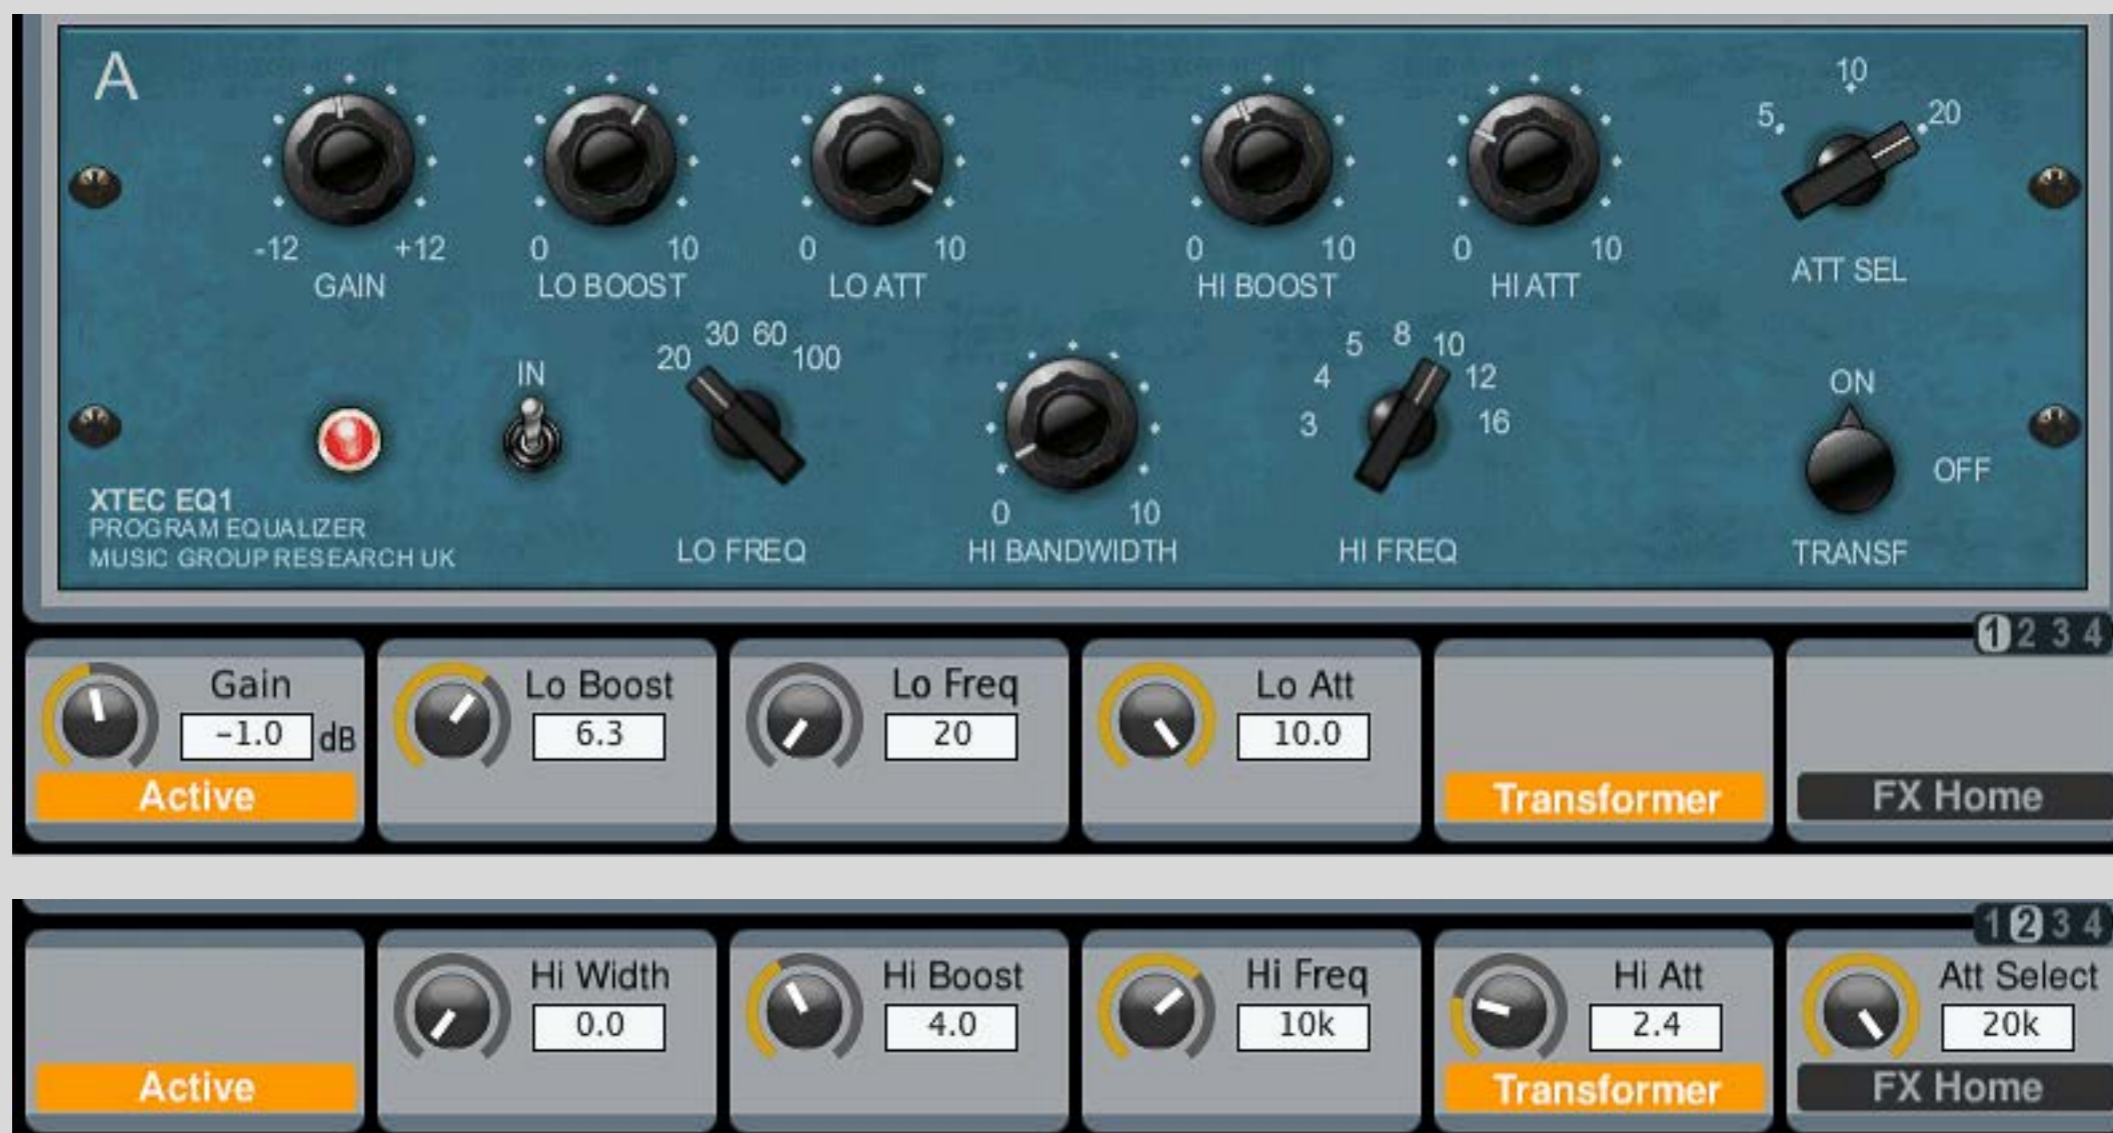 A
10
5
20
-12 +12
0 10
0 10
0 10
0 10
GAIN
LO BOOST
LO ATT
HI BOOST
HI ATT
ATT SEL
IN
20 30 60 100
3 4 5 8 10 12 16
ON
OFF
XTEC EQ1
PROGRAM EQUALIZER
MUSIC GROUP RESEARCH UK
0 10
LO FREQ
HI BANDWIDTH
HI FREQ
TRANSF
1 2 3 4
Gain
-1.0 dB
Active
Lo Boost
6.3
Lo Freq
20
Lo Att
10.0
Transformer
FX Home
1 2 3 4
Active
Hi Width
0.0
Hi Boost
4.0
Hi Freq
10k
Hi Att
2.4
Transformer
Att Select
20k
FX Home